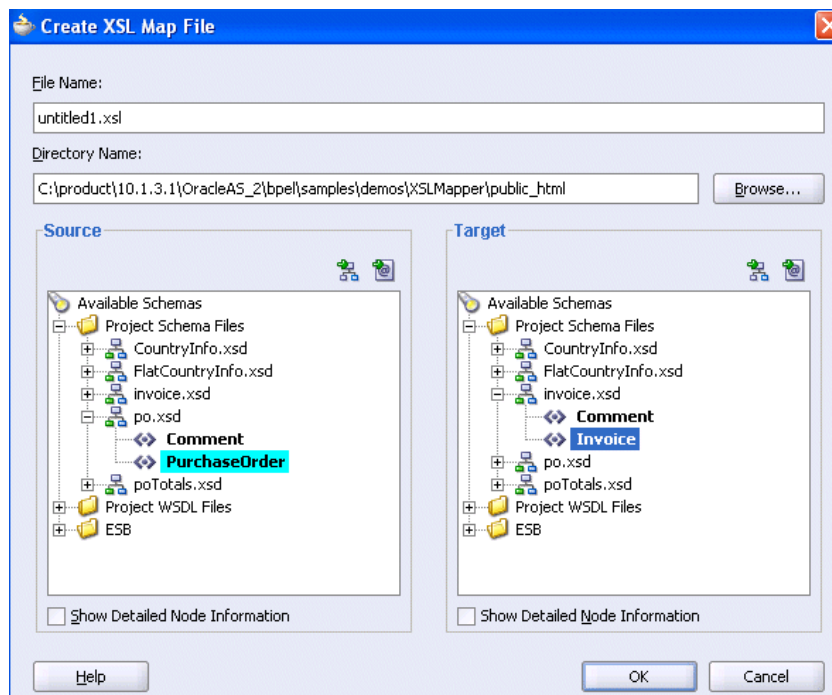 Create XSL Map File
File Name:
untitled1.xsl
Directory Name:
C:\product\10.1.3.1\OracleAS_2\bpel\samples\demos\XSLMapper\public_html
Browse...
Source
Available Schemas
Project Schema Files
CountryInfo.xsd
FlatCountryInfo.xsd
invoice.xsd
po.xsd
Comment
PurchaseOrder
poTotals.xsd
Project WSDL Files
ESB
Show Detailed Node Information
Target
Available Schemas
Project Schema Files
CountryInfo.xsd
FlatCountryInfo.xsd
invoice.xsd
Comment
Invoice
po.xsd
poTotals.xsd
Project WSDL Files
ESB
Show Detailed Node Information
Help
OK
Cancel